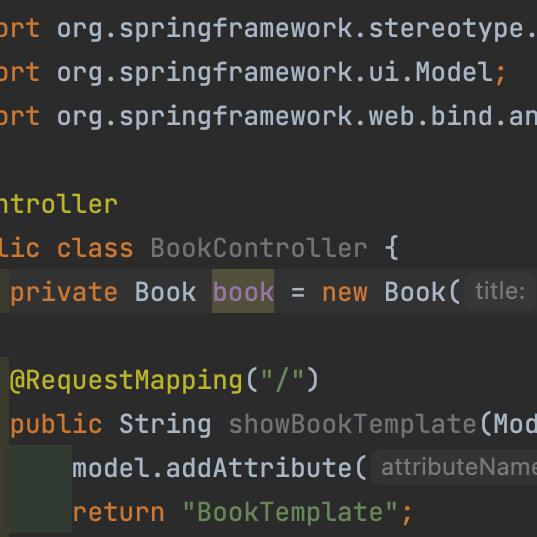 ort org.springframework.stereotype.
ort org.springframework.ui.Model;
ort org.springframework.web.bind.an
ntroller
lic class BookController {
private Book book = new Book( title:
@RequestMapping("/")
public String showBookTemplate(Mod
model.addAttribute( attributeName
return "BookTemplate";